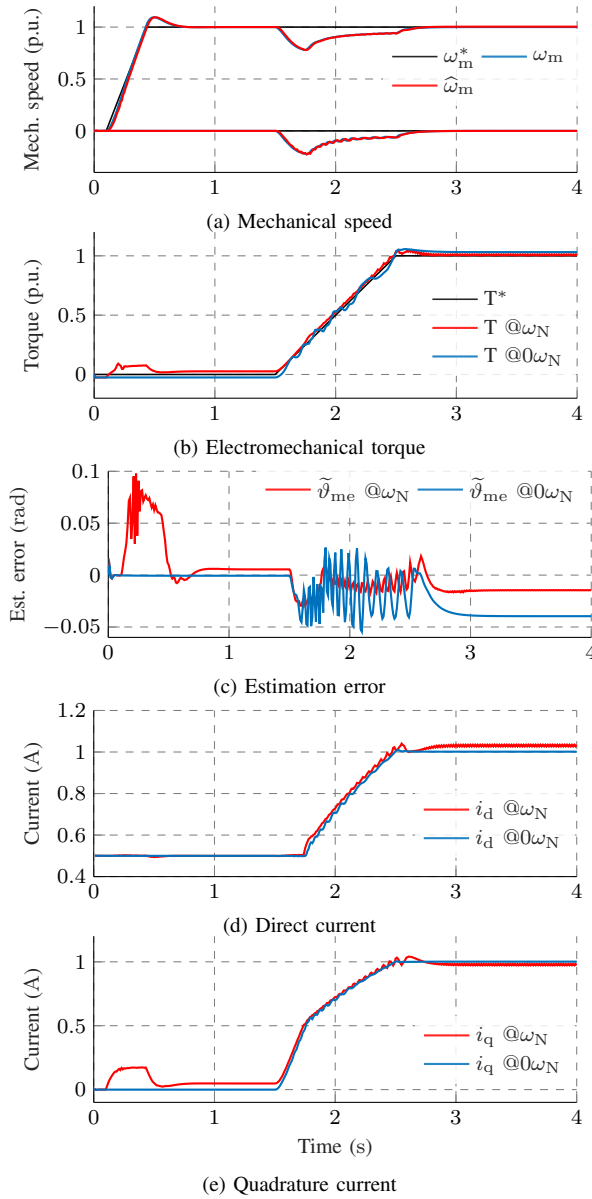 Mech. speed (p.u.)
1
0.5
0
ω*m ωm
ω̂m
0 1 2 3 4
(a) Mechanical speed
Torque (p.u.)
1
0.5
0
T*
T @ωN
T @0ωN
0 1 2 3 4
(b) Electromechanical torque
Est. error (rad)
0.1
0.05
0
−0.05
ϑ̃me @ωN ϑ̃me @0ωN
0 1 2 3 4
(c) Estimation error
Current (A)
1.2
1
0.8
0.6
0.4
id @ωN
id @0ωN
0 1 2 3 4
(d) Direct current
Current (A)
1
0.5
0
iq @ωN
iq @0ωN
0 1 2 3 4
Time (s)
(e) Quadrature current